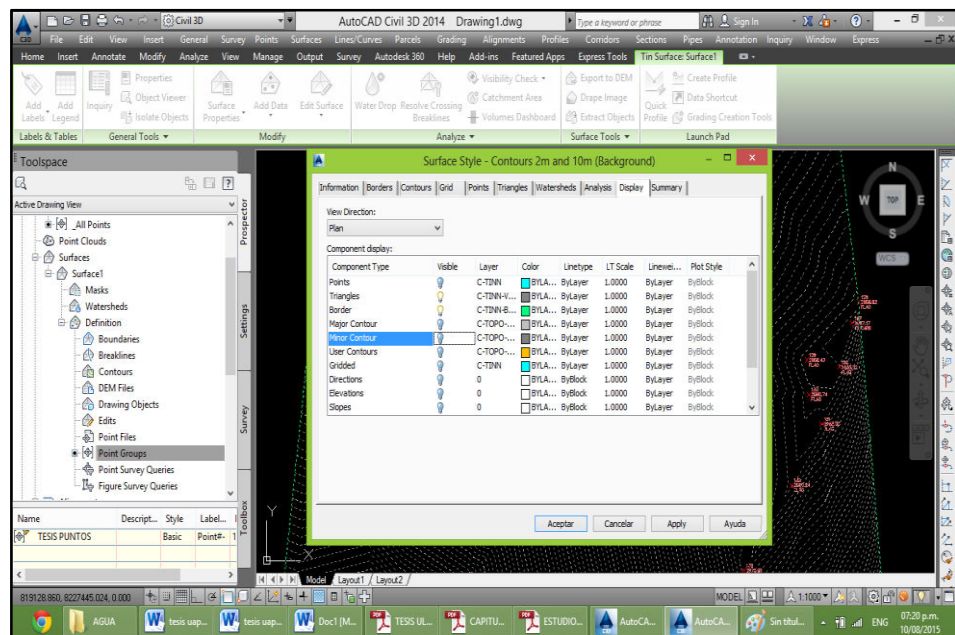 Civil 3D
AutoCAD Civil 3D 2014 Drawing1.dwg
Type a keyword or phrase
Sign In
File Edit View Insert General Survey Points Surfaces Lines/Curves Parcels Grading Alignments Profiles Corridors Sections Pipes Annotation Inquiry Window Express
Home Insert Annotate Modify Analyze View Manage Output Survey Autodesk 360 Help Add-ins Featured Apps Express Tools Tin Surface: Surface1
Add Labels
Add Legend
Inquiry
Properties
Object Viewer
Isolate Objects
Surface Properties
Add Data
Edit Surface
Water Drop
Resolve Crossing Breaklines
Visibility Check
Catchment Area
Volumes Dashboard
Export to DEM
Drape Image
Extract Objects
Quick Profile
Create Profile
Data Shortcut
Grading Creation Tools
Labels & Tables
General Tools
Modify
Analyze
Surface Tools
Launch Pad
Toolspace
Active Drawing View
_All Points
Point Clouds
Surfaces
Surface1
Masks
Watersheds
Definition
Boundaries
Breaklines
Contours
DEM Files
Drawing Objects
Edits
Point Files
Point Groups
Point Survey Queries
Figure Survey Queries
Prospector
Settings
Survey
Toolbox
Name Descript... Style Label...
TESIS PUNTOS Basic Point#- 1
Surface Style - Contours 2m and 10m (Background)
Information Borders Contours Grid Points Triangles Watersheds Analysis Display Summary
View Direction:
Plan
Component display:
Component Type Visible Layer Color Linetype LT Scale Linewei... Plot Style
Points C-TINN BYLA... ByLayer 1.0000 ByLayer ByBlock
Triangles C-TINN-V... BYLA... ByLayer 1.0000 ByLayer ByBlock
Border C-TINN-B... BYLA... ByLayer 1.0000 ByLayer ByBlock
Major Contour C-TOPO-... BYLA... ByLayer 1.0000 ByLayer ByBlock
Minor Contour C-TOPO-... BYLA... ByLayer 1.0000 ByLayer ByBlock
User Contours C-TOPO-... BYLA... ByLayer 1.0000 ByLayer ByBlock
Gridded C-TINN BYLA... ByLayer 1.0000 ByLayer ByBlock
Directions 0 BYLA... ByBlock 1.0000 ByLayer ByBlock
Elevations 0 BYLA... ByBlock 1.0000 ByLayer ByBlock
Slopes 0 BYLA... ByBlock 1.0000 ByLayer ByBlock
Aceptar Cancelar Apply Ayuda
N
W TOP E
S
WCS
Y
X
Model Layout1 Layout2
819128.860, 8227445.024, 0.000
MODEL
1:1000
AGUA
tesis uap...
tesis uap...
Doc1 [M...
TESIS UL...
CAPITU...
ESTUDIO...
AutoCA...
AutoCA...
Sin títul...
ENG
07:20 p.m.
10/08/2015